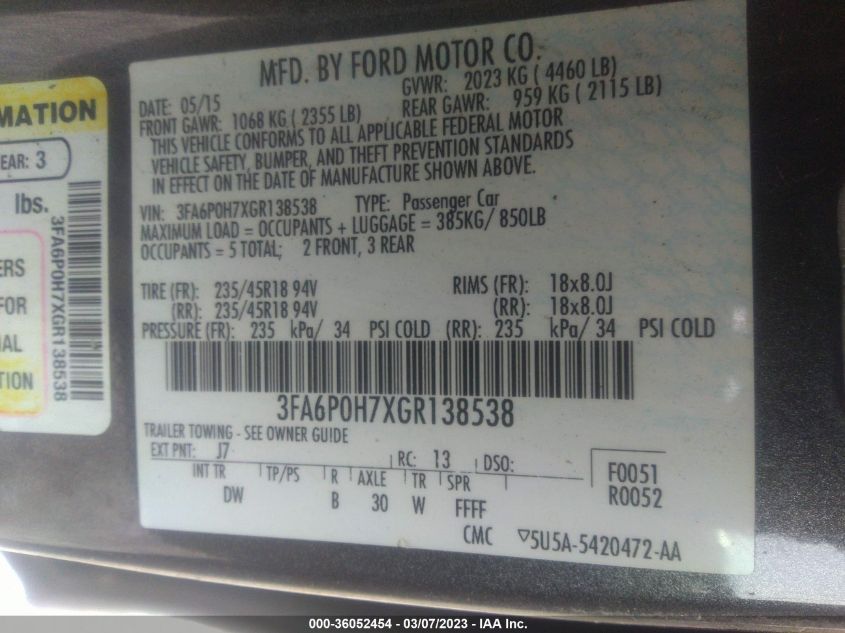 MATION
EAR: 3
lbs.
3FA6P0H7XGR138538
ERS
FOR
IAL
TION
MFD. BY FORD MOTOR CO.
DATE: 05/15 GVWR: 2023 KG ( 4460 LB)
FRONT GAWR: 1068 KG ( 2355 LB) REAR GAWR: 959 KG ( 2115 LB)
THIS VEHICLE CONFORMS TO ALL APPLICABLE FEDERAL MOTOR
VEHICLE SAFETY, BUMPER, AND THEFT PREVENTION STANDARDS
IN EFFECT ON THE DATE OF MANUFACTURE SHOWN ABOVE.
VIN: 3FA6P0H7XGR138538 TYPE: Passenger Car
MAXIMUM LOAD = OCCUPANTS + LUGGAGE = 385KG/ 850LB
OCCUPANTS = 5 TOTAL; 2 FRONT, 3 REAR
TIRE (FR): 235/45R18 94V RIMS (FR): 18x8.0J
(RR): 235/45R18 94V (RR): 18x8.0J
PRESSURE (FR): 235 kPa/ 34 PSI COLD (RR): 235 kPa/ 34 PSI COLD
3FA6P0H7XGR138538
TRAILER TOWING - SEE OWNER GUIDE
EXT PNT: J7 RC: 13 DSO: F0051
INT TR TP/PS R AXLE TR SPR R0052
DW B 30 W FFFF
CMC ▽5U5A-5420472-AA
000-36052454 — 03/07/2023 — IAA Inc.